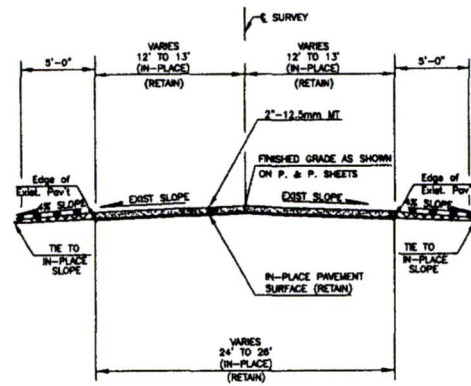 ℄ SURVEY
5'-0"
VARIES
12' TO 13'
(IN-PLACE)
(RETAIN)
VARIES
12' TO 13'
(IN-PLACE)
(RETAIN)
5'-0"
2"-12.5mm MT
FINISHED GRADE AS SHOWN
ON P. & P. SHEETS
Edge of
Exist. Pav't
4% SLOPE
EXIST SLOPE
EXIST SLOPE
Edge of
Exist. Pav't
4% SLOPE
TIE TO
IN-PLACE
SLOPE
IN-PLACE PAVEMENT
SURFACE (RETAIN)
TIE TO
IN-PLACE
SLOPE
VARIES
24' TO 26'
(IN-PLACE)
(RETAIN)